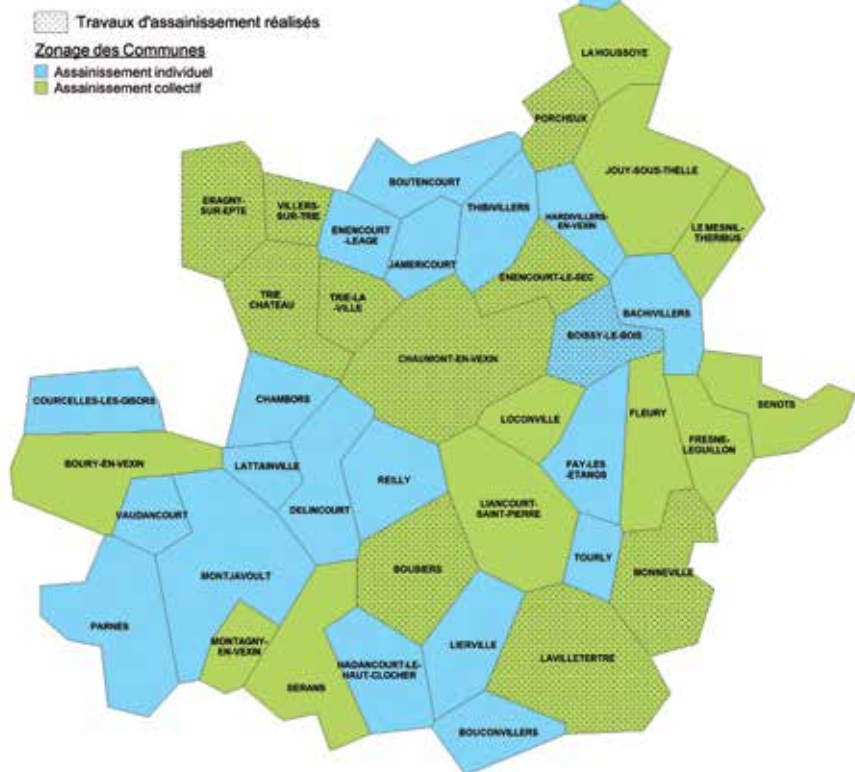 Travaux d'assainissement réalisés
Zonage des Communes
Assainissement individuel
Assainissement collectif
LA HOUSSOYE
PORCHEUX
JOUY-SOUS-THELLE
BOUTENCOURT
ERAGNY-
SUR-EPTE
VILLERS-
SUR-TRIE
THIBIVILLERS
HARDIVILLERS-
EN-VEXIN
LE MESNIL-
THERIBUS
ENENCOURT
-LEAGE
JAMERICOURT
ENENCOURT-LE-SEC
TRIE
CHATEAU
TRIE-LA-
VILLE
BACHIVILLERS
BOISSY-LE-BOIS
CHAUMONT-EN-VEXIN
COURCELLES-LES-GISORS
CHAMBORS
SENOTS
LOCONVILLE
FLEURY
FRESNE-
LEGUILLON
BOURY-EN-VEXIN
LATTAINVILLE
REILLY
FAY-LES
-ETANGS
VAUDANCOURT
DELINCOURT
LIANCOURT-
SAINT-PIERRE
TOURLY
MONNEVILLE
MONTJAVOULT
BOUBIERS
PARNES
MONTAGNY-
EN-VEXIN
LIERVILLE
LAVILLETERTRE
SERANS
HADANCOURT-LE-
HAUT-CLOCHER
BOUCONVILLERS